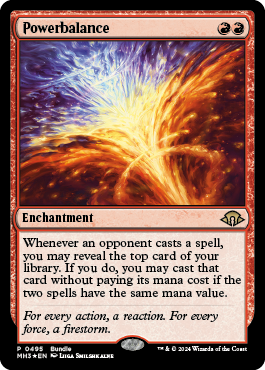 Powerbalance
Enchantment
Whenever an opponent casts a spell,
you may reveal the top card of your
library. If you do, you may cast that
card without paying its mana cost if the
two spells have the same mana value.
For every action, a reaction. For every
force, a firestorm.
P 0495 Bundle
MH3 EN Liiga Smilshkalne
™ & © 2024 Wizards of the Coast